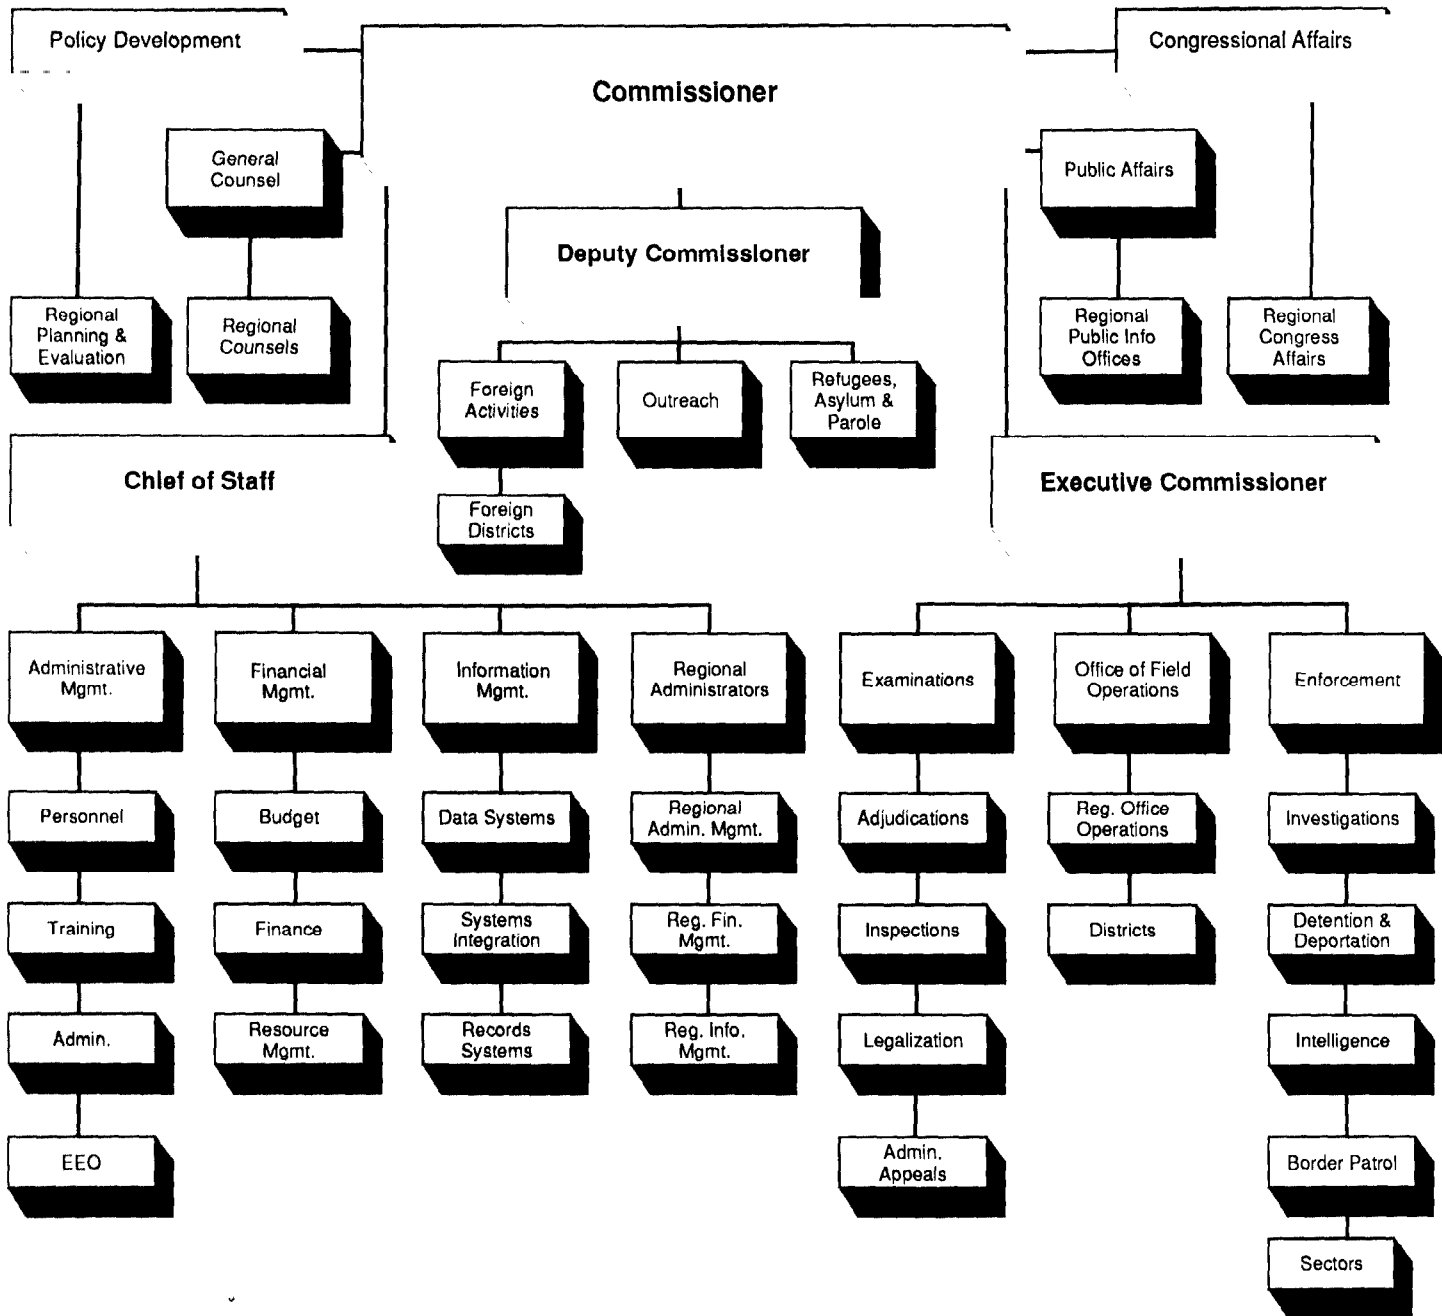 Policy Development
Congressional Affairs
Commissioner
General
Counsel
Public Affairs
Deputy Commissioner
Regional
Planning &
Evaluation
Regional
Counsels
Regional
Public Info
Offices
Regional
Congress
Affairs
Foreign
Activities
Outreach
Refugees,
Asylum &
Parole
Chief of Staff
Executive Commissioner
Foreign
Districts
Administrative
Mgmt.
Financial
Mgmt.
Information
Mgmt.
Regional
Administrators
Examinations
Office of Field
Operations
Enforcement
Personnel
Budget
Data Systems
Regional
Admin. Mgmt.
Adjudications
Reg. Office
Operations
Investigations
Training
Finance
Systems
Integration
Reg. Fin.
Mgmt.
Inspections
Districts
Detention &
Deportation
Admin.
Resource
Mgmt.
Records
Systems
Reg. Info.
Mgmt.
Legalization
Intelligence
EEO
Admin.
Appeals
Border Patrol
Sectors